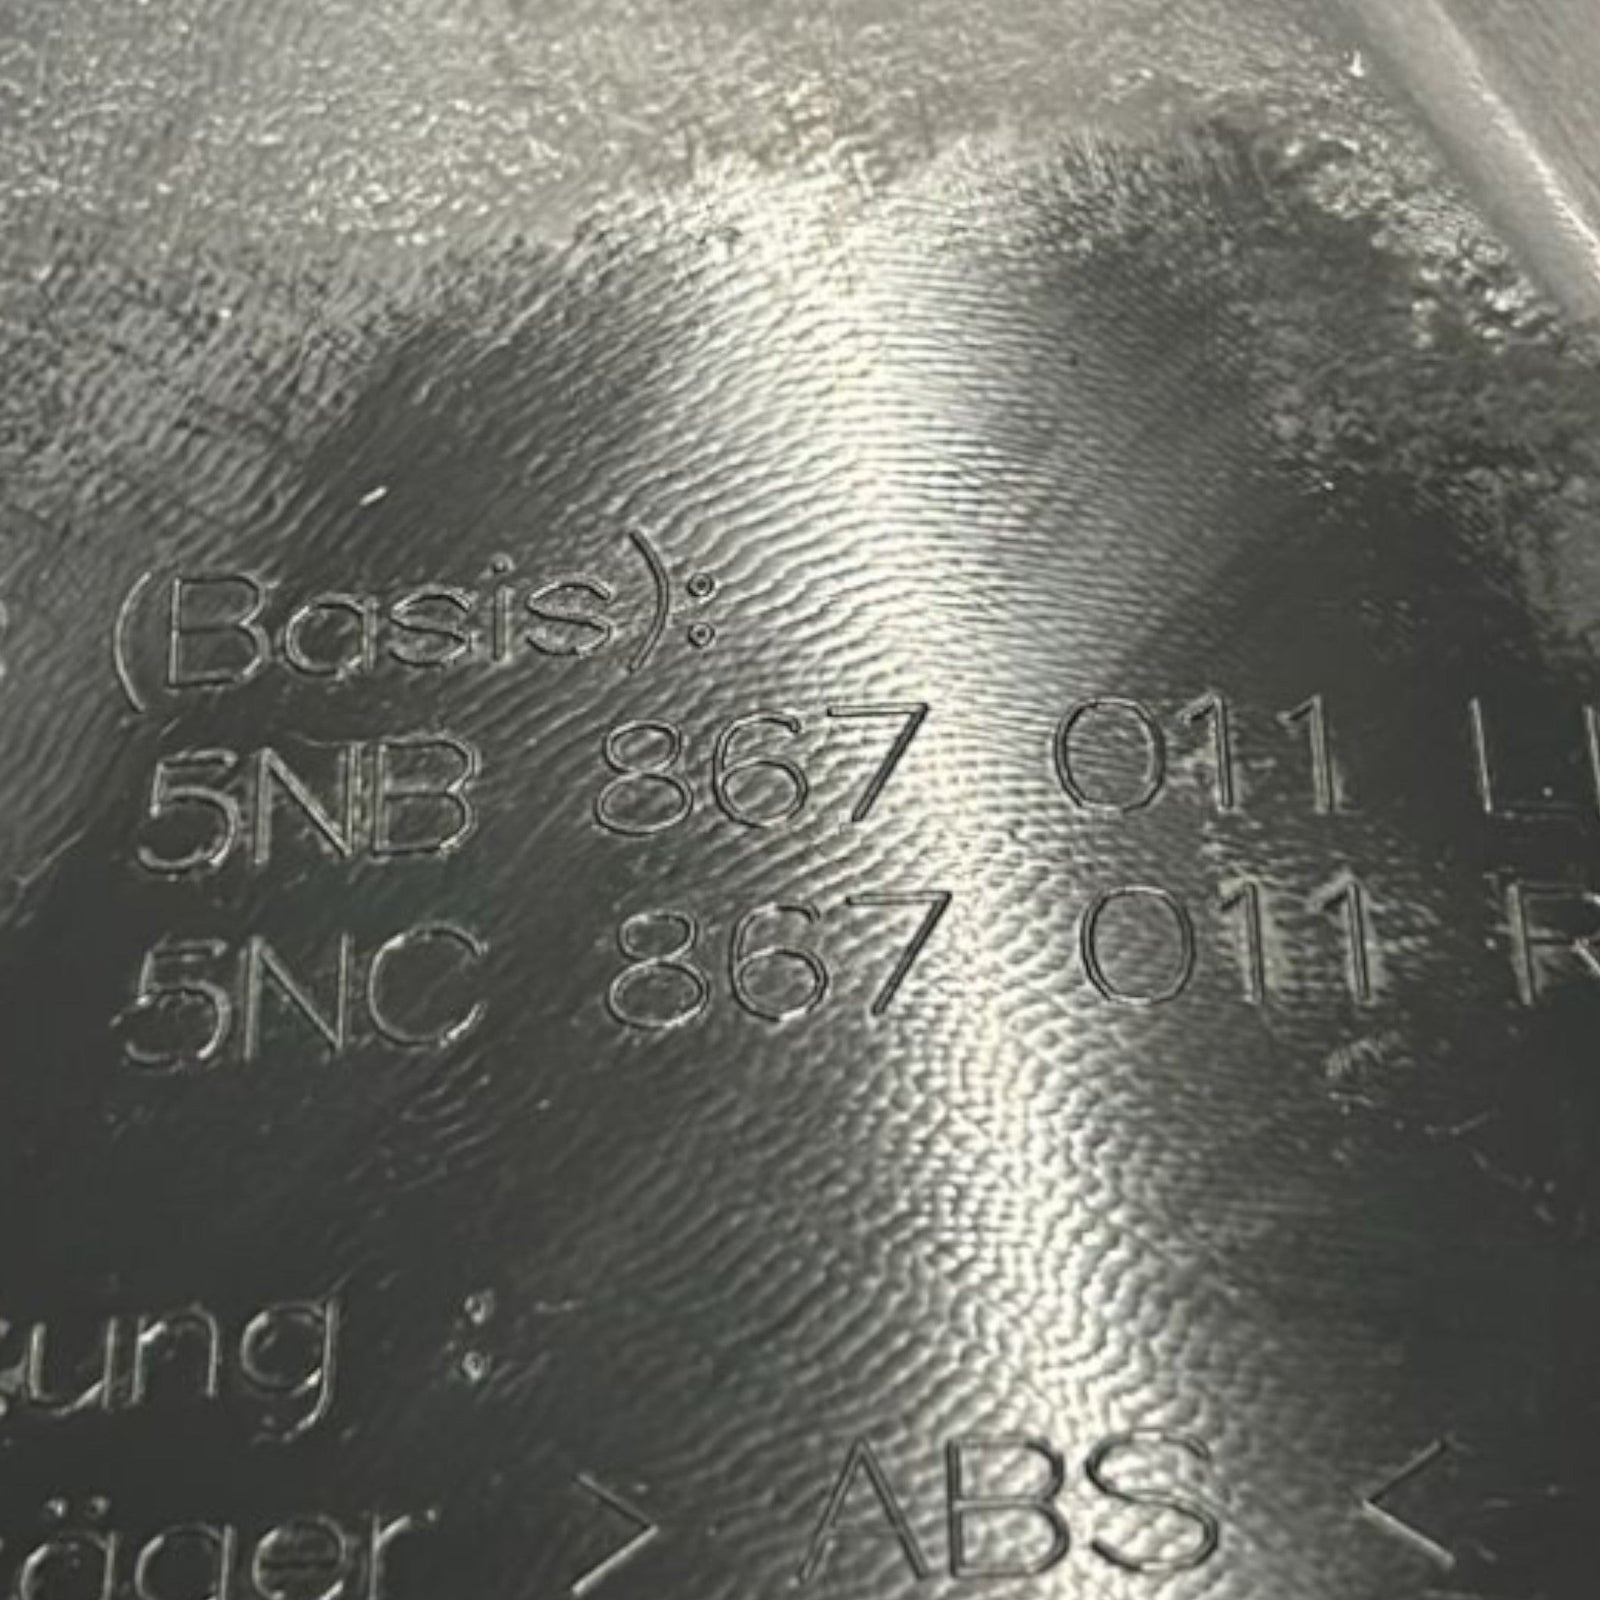 (Basis):
5NB 867 011 L
5NC 867 011 R
ung :
äger > ABS <